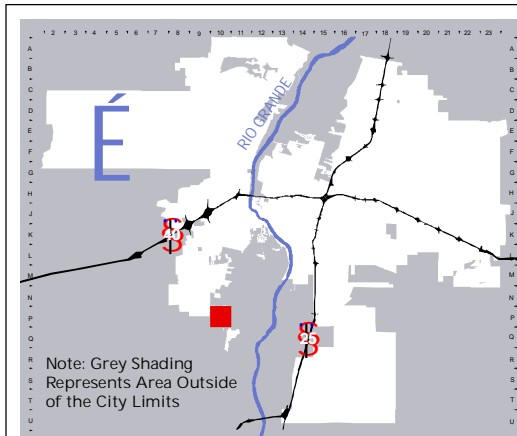 2 3 4 5 6 7 8 9 10 11 12 13 14 15 16 17 18 19 20 21 22 23
A A
B B
C C
D D
E E
F F
G G
H H
J J
K K
L L
M M
N N
P P
Q Q
R R
S S
T T
U U
É
RIO GRANDE
40
25
Note: Grey Shading
Represents Area Outside
of the City Limits